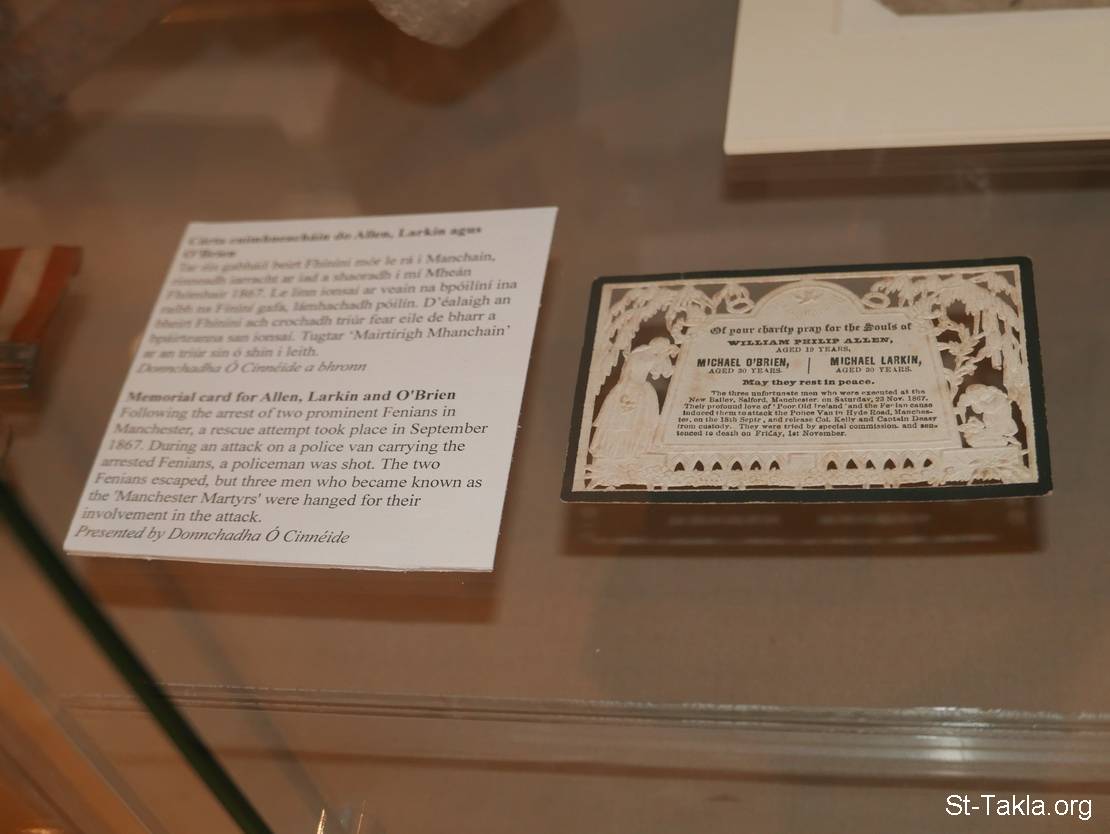 Cárta cuimhneacháin de Allen, Larkin agus
O'Brien
Tar éis gabháil beirt Fhíníní mór le rá i Manchain,
rinneadh iarracht ar iad a shaoradh i mí Mheán
Fhómhair 1867. Le linn ionsaí ar veain na bpóilíní ina
raibh na Fíníní gafa, lámhachadh póilín. D'éalaigh an
bheirt Fhíníní ach crochadh triúr fear eile de bharr a
bpáirteanna san ionsaí. Tugtar 'Mairtírigh Mhanchain'
ar an triúr sin ó shin i leith.
Donnchadha Ó Cinnéide a bhronn
Memorial card for Allen, Larkin and O'Brien
Following the arrest of two prominent Fenians in
Manchester, a rescue attempt took place in September
1867. During an attack on a police van carrying the
arrested Fenians, a policeman was shot. The two
Fenians escaped, but three men who became known as
the 'Manchester Martyrs' were hanged for their
involvement in the attack.
Presented by Donnchadha Ó Cinnéide
Of your charity pray for the Souls of
WILLIAM PHILIP ALLEN,
AGED 19 YEARS,
MICHAEL O'BRIEN, MICHAEL LARKIN,
AGED 30 YEARS. AGED 30 YEARS.
May they rest in peace.
The three unfortunate men who were executed at the
New Bailey, Salford, Manchester, on Saturday, 23 Nov. 1867.
Their profound love of 'Poor Old Ireland' and the Fenian cause
induced them to attack the Police Van in Hyde Road, Manches-
ter, on the 18th Septr., and release Col. Kelly and Captain Deasy
from custody. They were tried by special commission, and sen-
tenced to death on Friday, 1st November.
St-Takla.org